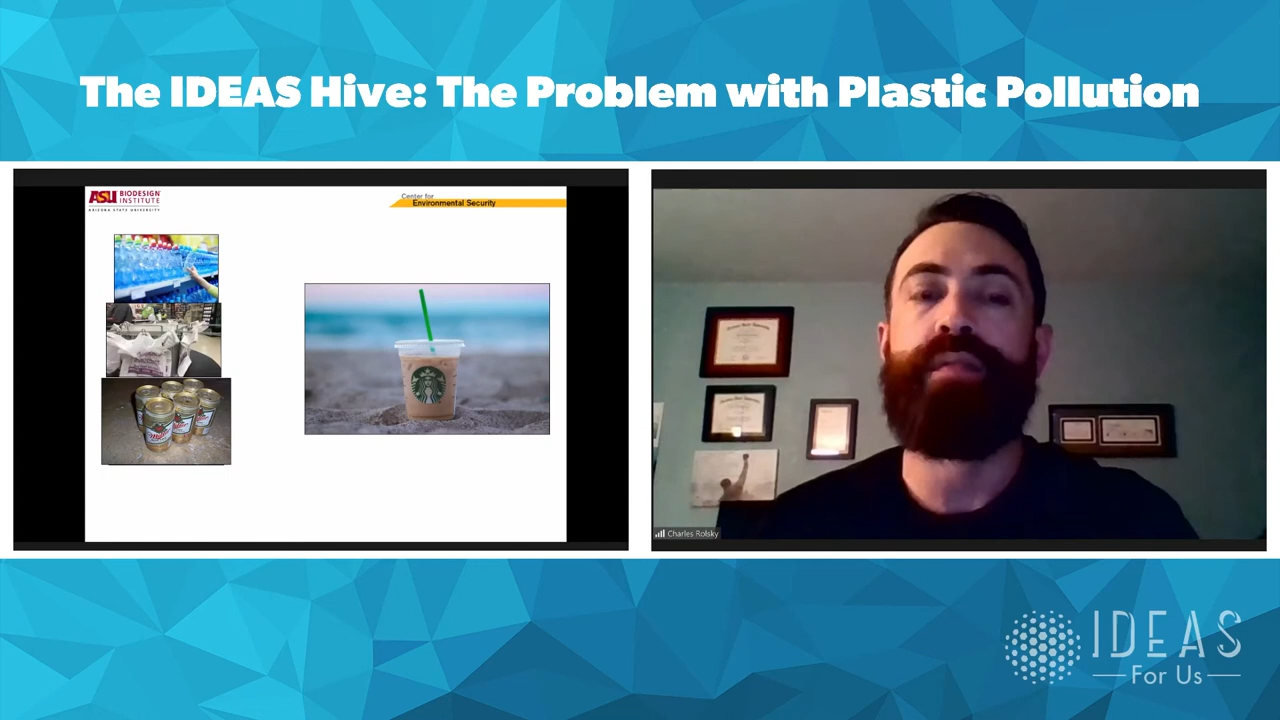 The IDEAS Hive: The Problem with Plastic Pollution
ASU BIODESIGN
INSTITUTE
ARIZONA STATE UNIVERSITY
Center for
Environmental Security
Miller
Charles Rolsky
IDEAS
For Us